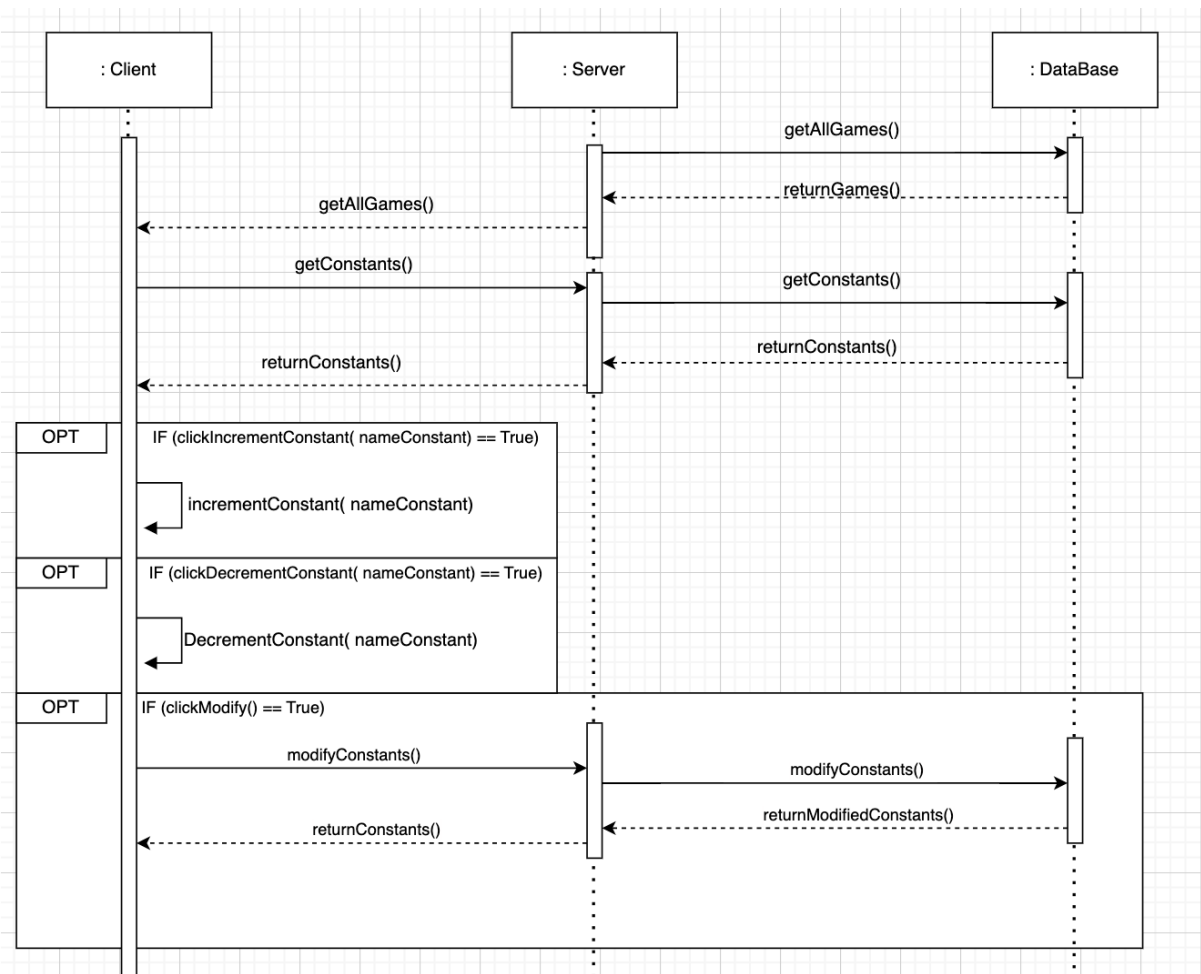 : Client
: Server
: DataBase
getAllGames()
returnGames()
getAllGames()
getConstants()
getConstants()
returnConstants()
returnConstants()
OPT
IF (clickIncrementConstant( nameConstant) == True)
incrementConstant( nameConstant)
OPT
IF (clickDecrementConstant( nameConstant) == True)
DecrementConstant( nameConstant)
OPT
IF (clickModify() == True)
modifyConstants()
modifyConstants()
returnModifiedConstants()
returnConstants()